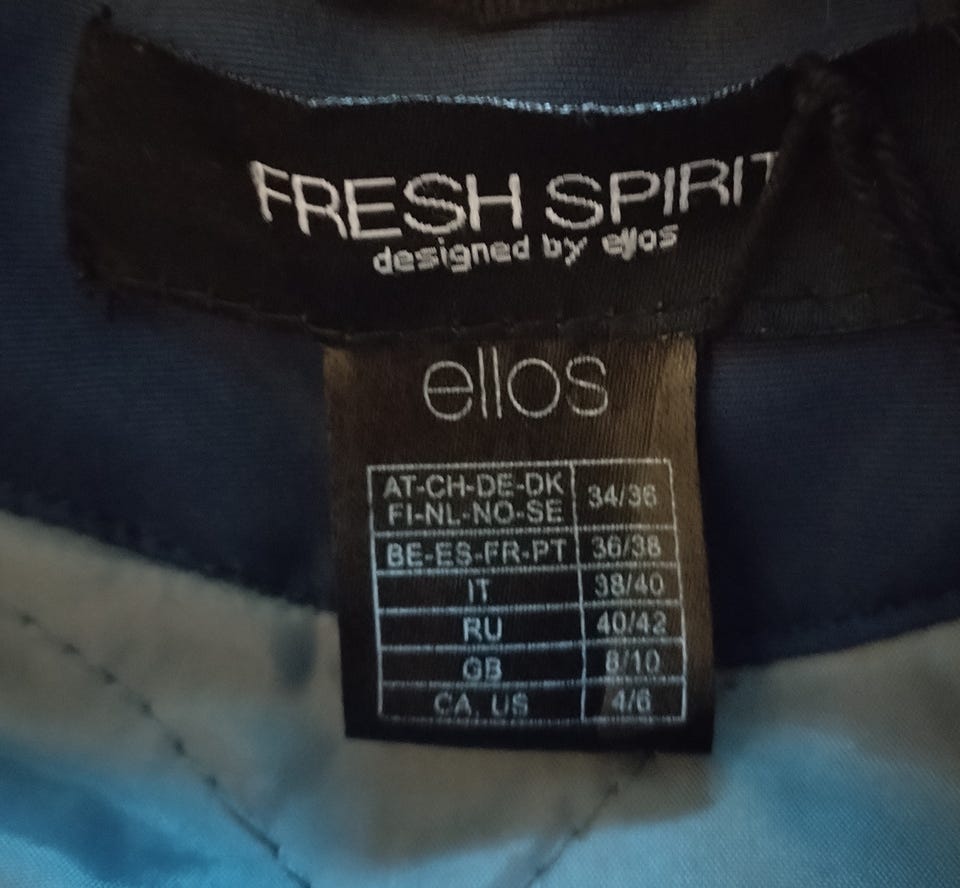 FRESH SPIRIT
designed by ellos
ellos
AT-CH-DE-DK
FI-NL-NO-SE 34/36
BE-ES-FR-PT 36/38
IT 38/40
RU 40/42
GB 8/10
CA, US 4/6